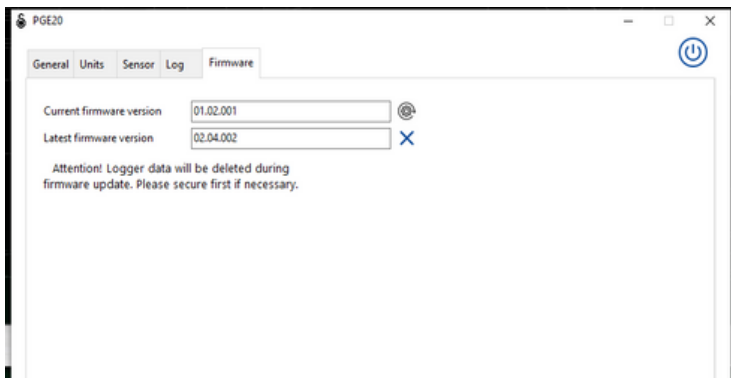 PGE20
General Units Sensor Log Firmware
Current firmware version 01.02.001
Latest firmware version 02.04.002
Attention! Logger data will be deleted during
firmware update. Please secure first if necessary.